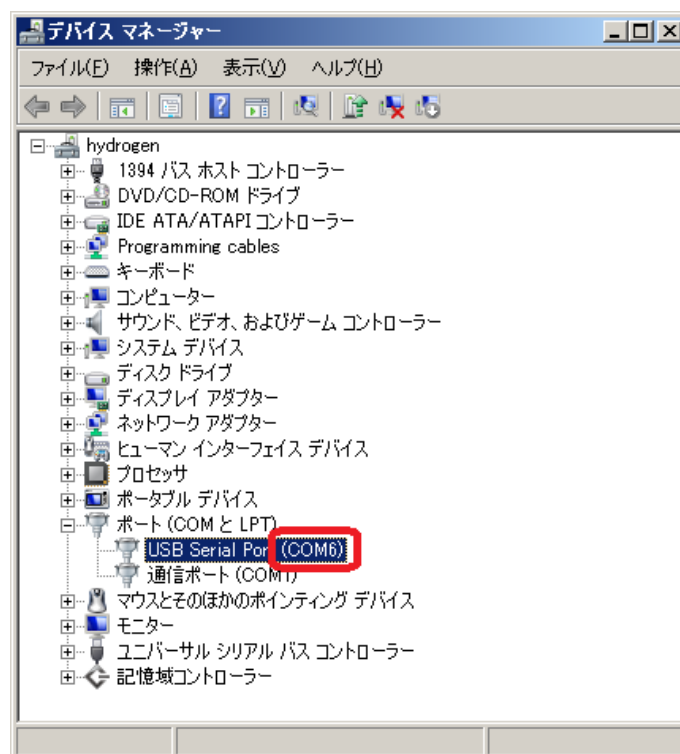 デバイス マネージャー
ファイル(F) 操作(A) 表示(V) ヘルプ(H)
hydrogen
1394 バス ホスト コントローラー
DVD/CD-ROM ドライブ
IDE ATA/ATAPI コントローラー
Programming cables
キーボード
コンピューター
サウンド、ビデオ、およびゲーム コントローラー
システム デバイス
ディスク ドライブ
ディスプレイ アダプター
ネットワーク アダプター
ヒューマン インターフェイス デバイス
プロセッサ
ポータブル デバイス
ポート (COM と LPT)
USB Serial Port (COM6)
通信ポート (COM1)
マウスとそのほかのポインティング デバイス
モニター
ユニバーサル シリアル バス コントローラー
記憶域コントローラー